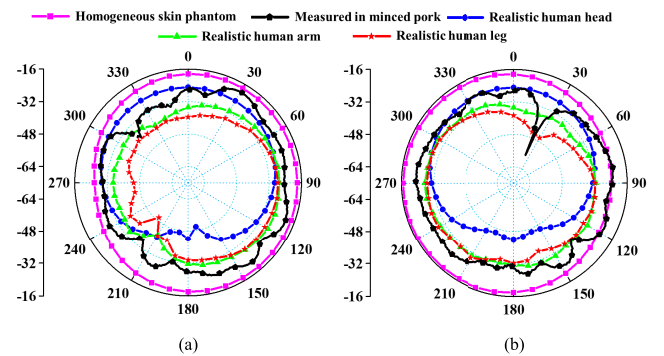 Homogeneous skin phantom Measured in minced pork Realistic human head
Realistic human arm Realistic human leg
-16 -32 -48 -64 -64 -48 -32 -16
0 30 60 90 120 150 180 210 240 270 300 330
(a)
-16 -32 -48 -64 -64 -48 -32 -16
0 30 60 90 120 150 180 210 240 270 300 330
(b)